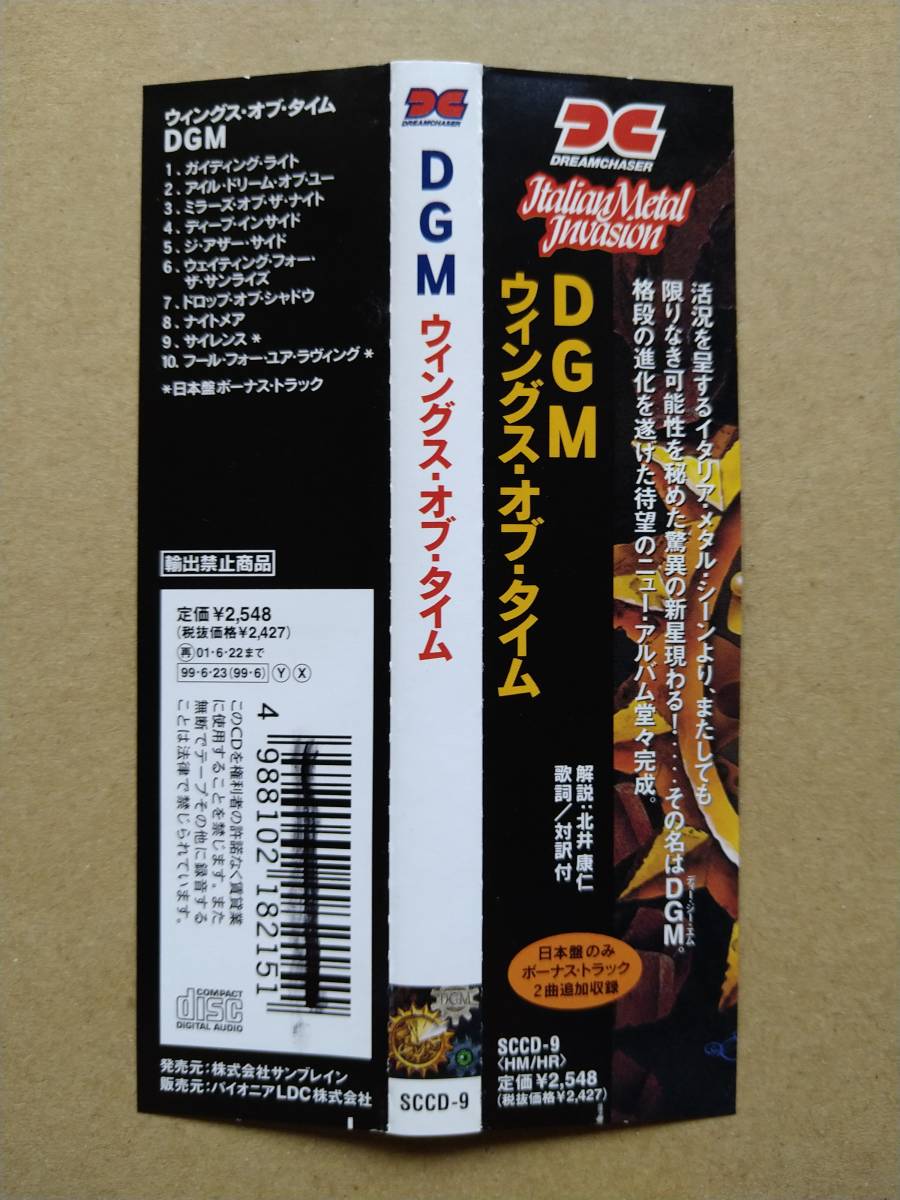 ウィングス・オブ・タイム
DGM
1. ガイディング・ライト
2. アイル・ドリーム・オブ・ユー
3. ミラーズ・オブ・ザ・ナイト
4. ディープ・インサイド
5. ジ・アザー・サイド
6. ウェイティング・フォー・
ザ・サンライズ
7. ドロップ・オブ・シャドウ
8. ナイトメア
9. サイレンス *
10. フール・フォー・ユア・ラヴィング *
*日本盤ボーナス・トラック
輸出禁止商品
定価¥2,548
(税抜価格¥2,427)
再 01・6・22まで
99・6・23(99・6) Y X
このCDを権利者の許諾なく賃貸業
に使用することを禁じます。また
無断でテープその他に録音する
ことは法律で禁じられています。
4 988102 182151
COMPACT
disc
DIGITAL AUDIO
発売元:株式会社サンブレイン
販売元:パイオニアLDC株式会社
DC
DREAMCHASER
DGM
ウィングス・オブ・タイム
DGM
SCCD-9
DC
DREAMCHASER
Italian Metal
Invasion
活況を呈するイタリア・メタル・シーンより、またしても
限りなき可能性を秘めた驚異の新星現わる!.....その名はDGM。
ディー・ジー・エム
格段の進化を遂げた待望のニュー・アルバム堂々完成。
DGM
ウィングス・オブ・タイム
解説:北井 康仁
歌詞/対訳付
日本盤のみ
ボーナス・トラック
2曲追加収録
SCCD-9
〈HM/HR〉
定価¥2,548
(税抜価格¥2,427)